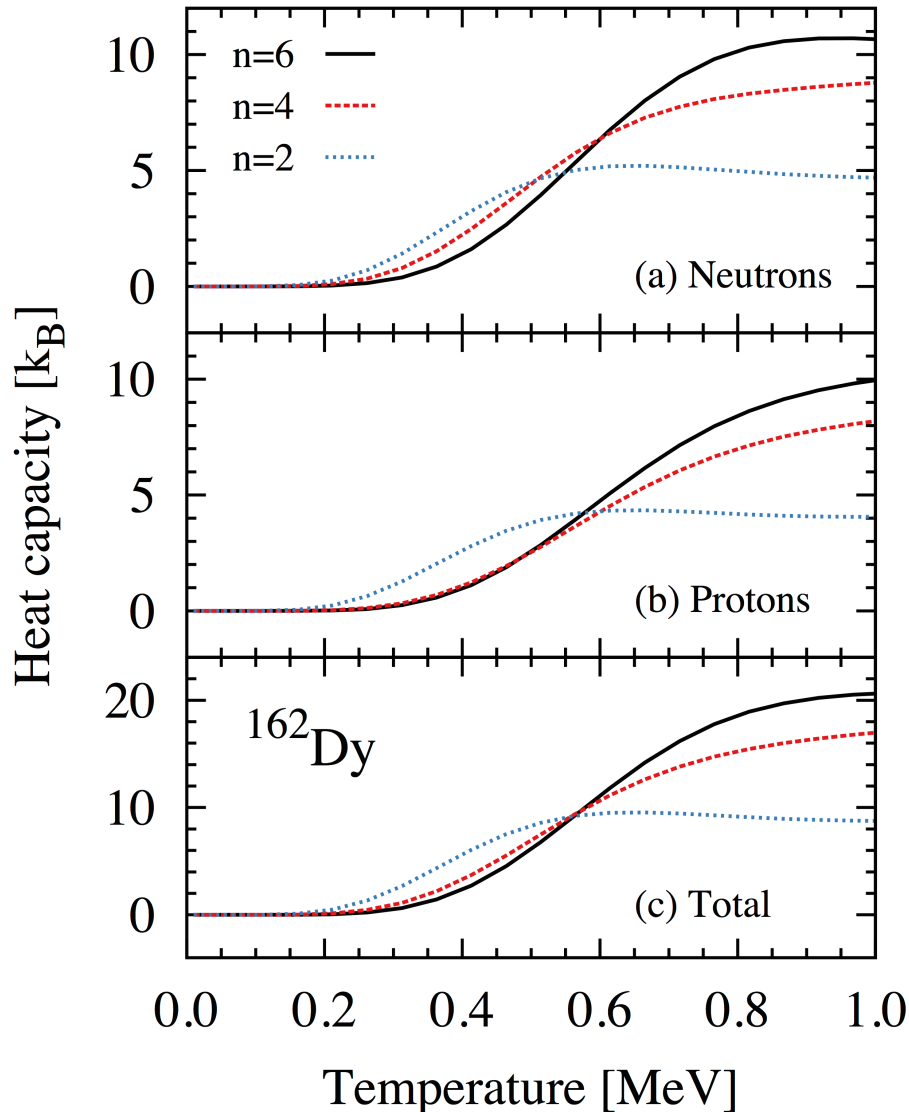 Heat capacity [k_B]
10
5
0
n=6
n=4
n=2
(a) Neutrons
10
5
0
(b) Protons
20
10
0
¹⁶²Dy
(c) Total
0.0 0.2 0.4 0.6 0.8 1.0
Temperature [MeV]